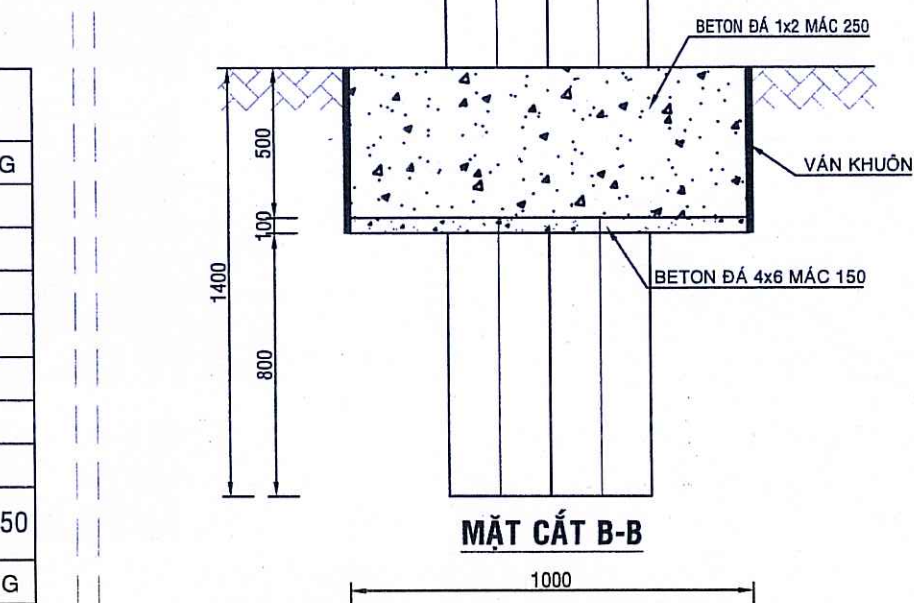 BETON ĐÁ 1x2 MÁC 250
G
500
VÁN KHUÔN
100
1400
BETON ĐÁ 4x6 MÁC 150
800
50
MẶT CẮT B-B
G
1000